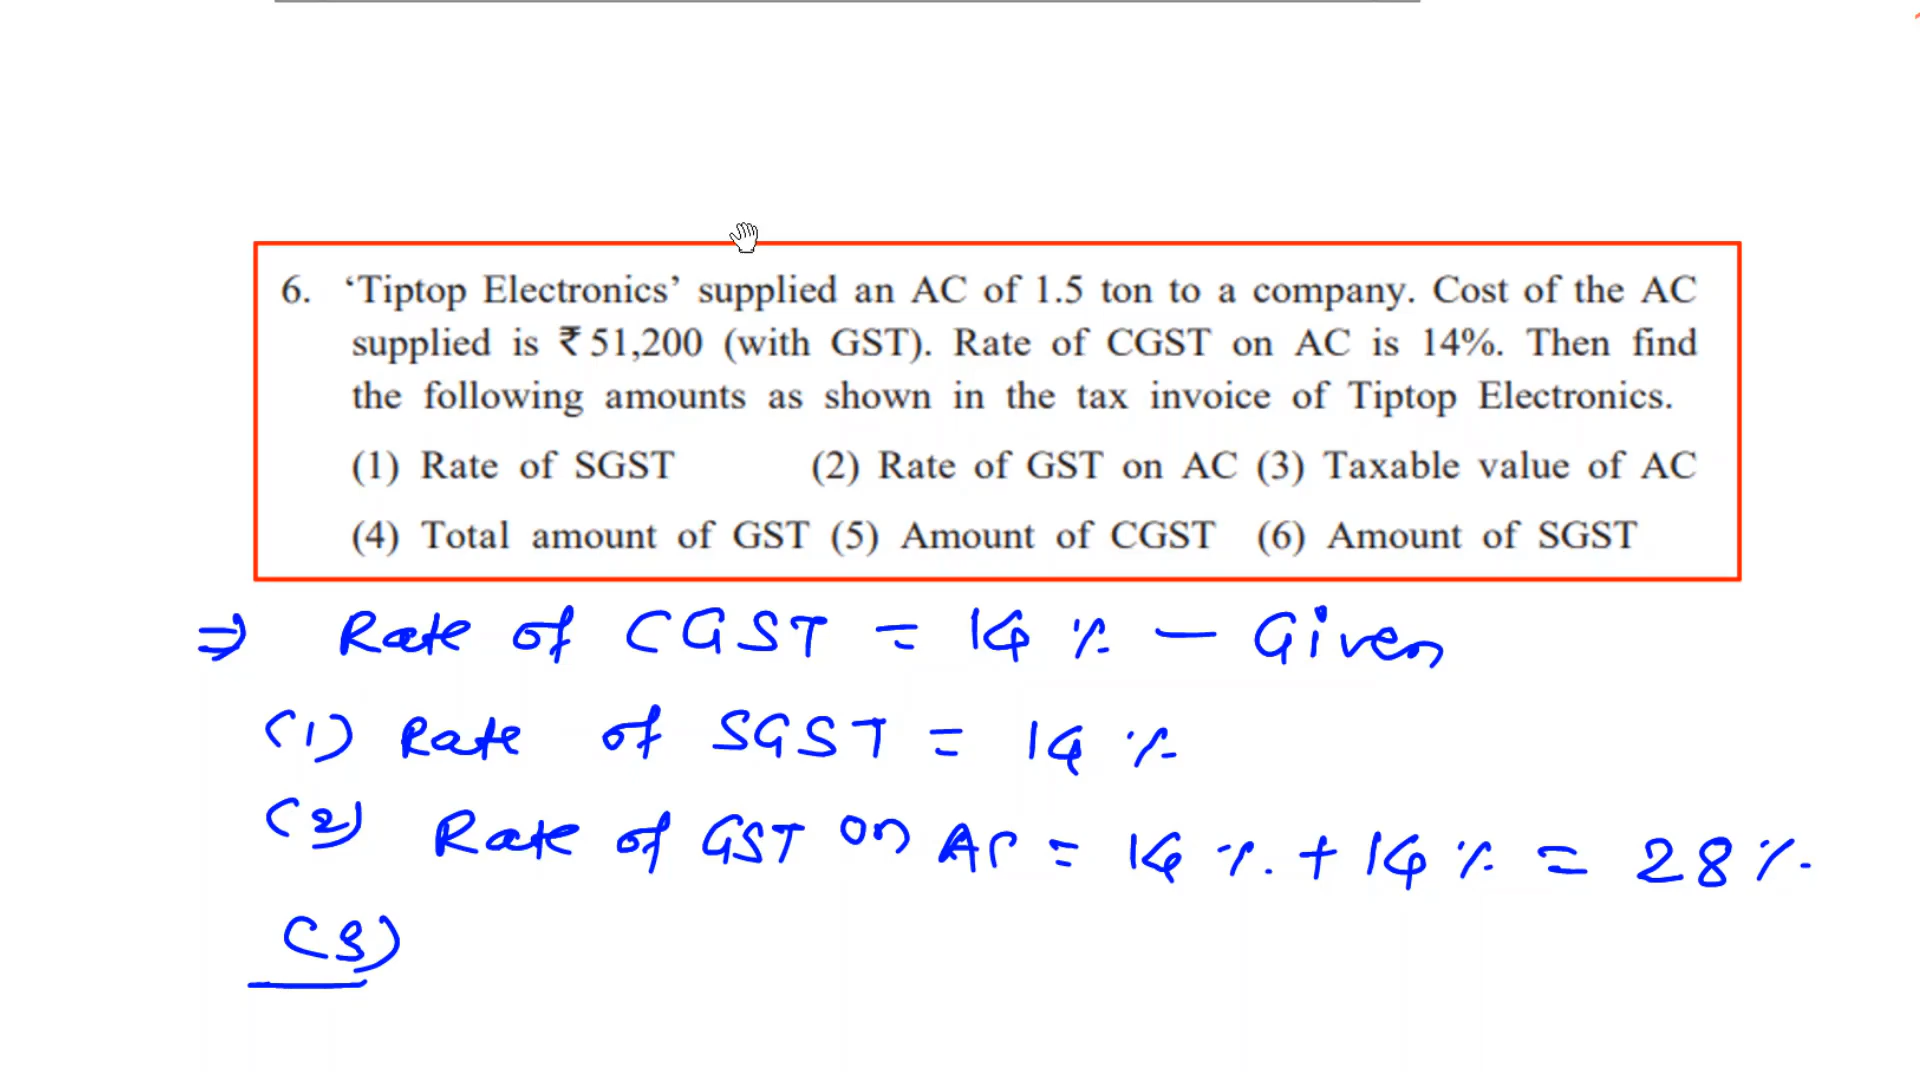 6. ‘Tiptop Electronics’ supplied an AC of 1.5 ton to a company. Cost of the AC
supplied is ₹ 51,200 (with GST). Rate of CGST on AC is 14%. Then find
the following amounts as shown in the tax invoice of Tiptop Electronics.
(1) Rate of SGST (2) Rate of GST on AC (3) Taxable value of AC
(4) Total amount of GST (5) Amount of CGST (6) Amount of SGST
⇒ Rate of CGST = 14 % — Given
(1) Rate of SGST = 14 %
(2) Rate of GST on AC = 14 % + 14 % = 28 %
(3)